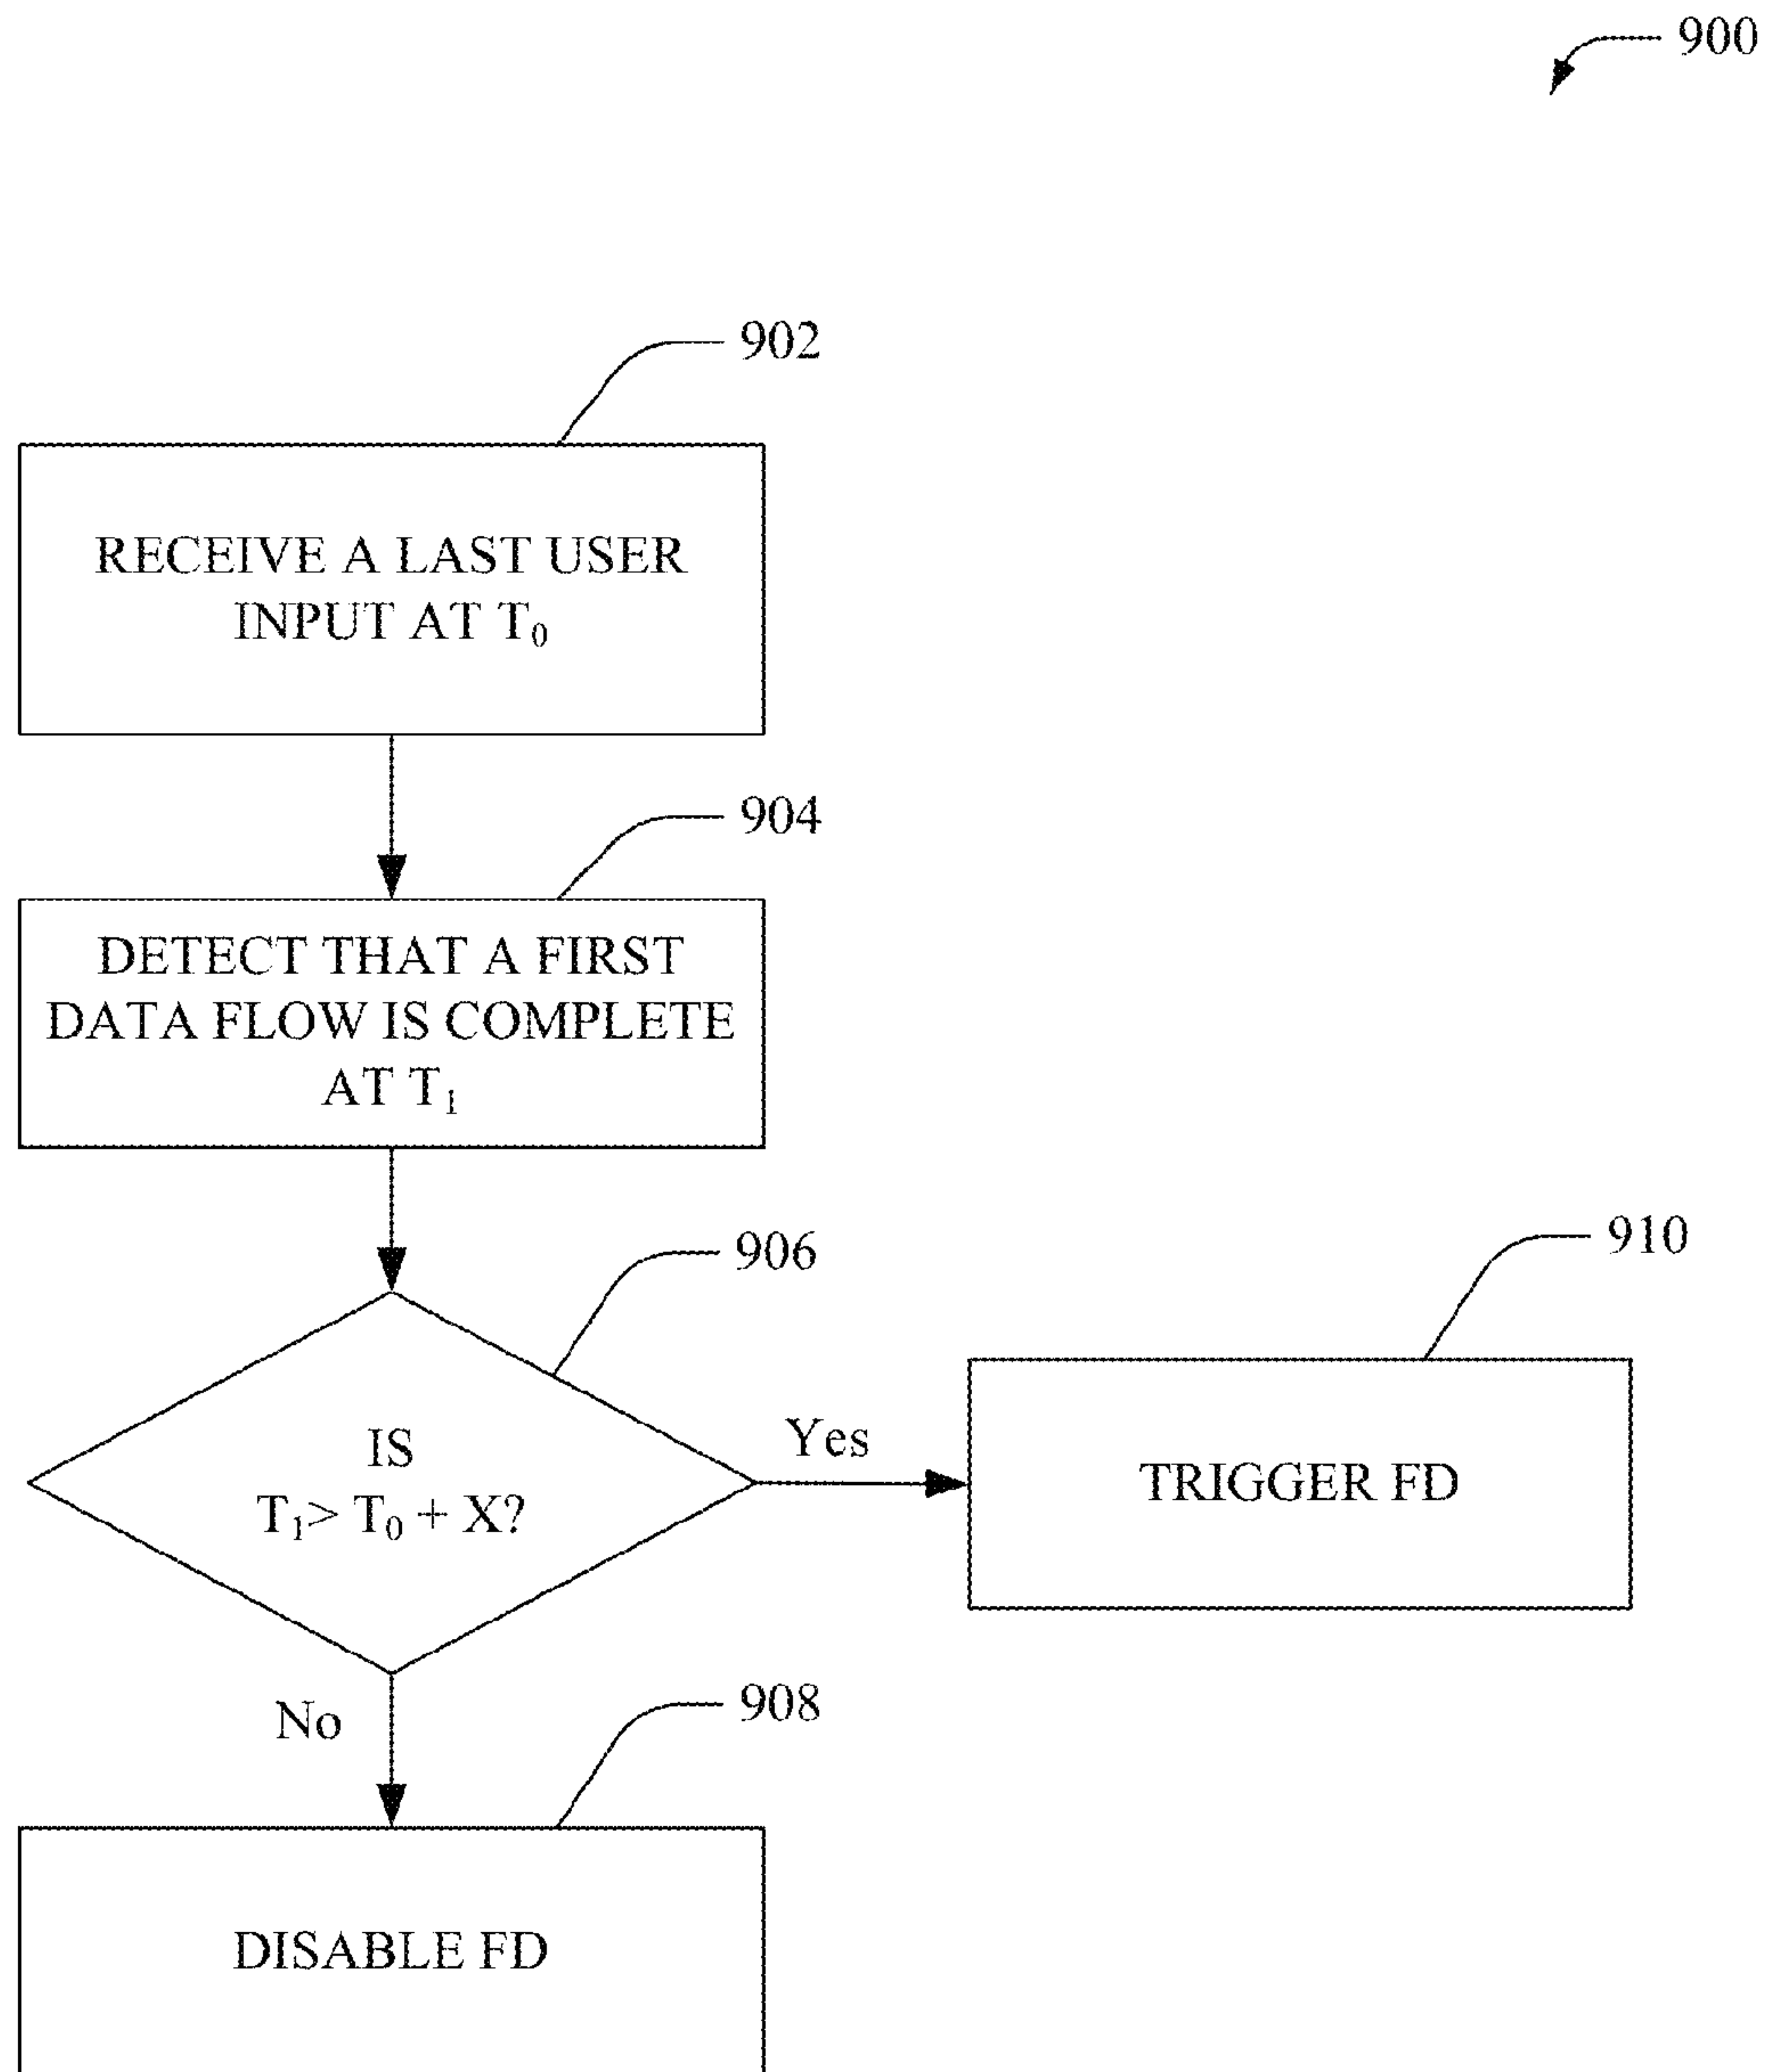 900
902
RECEIVE A LAST USER
INPUT AT T₀
904
DETECT THAT A FIRST
DATA FLOW IS COMPLETE
AT T₁
906
910
IS
T₁> T₀ + X?
Yes
TRIGGER FD
No
908
DISABLE FD